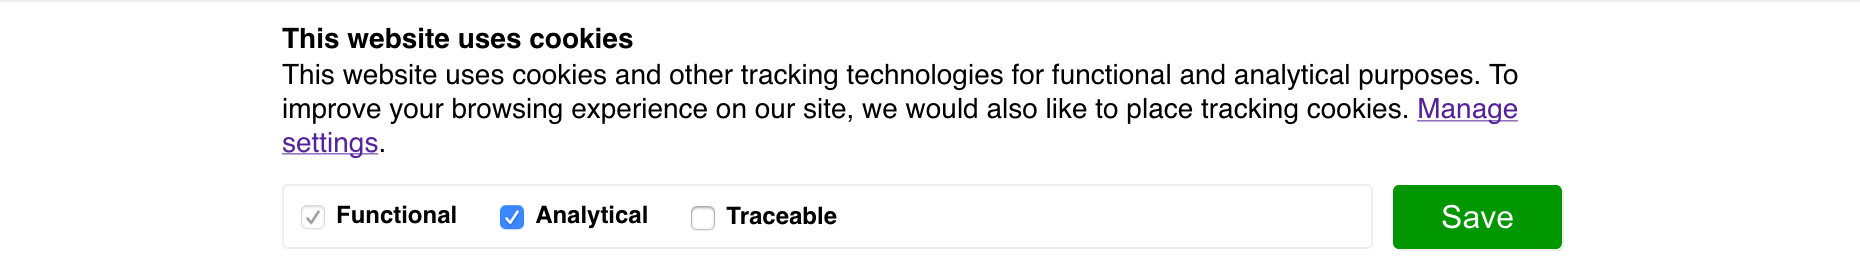 This website uses cookies
This website uses cookies and other tracking technologies for functional and analytical purposes. To
improve your browsing experience on our site, we would also like to place tracking cookies. Manage
settings.
Functional Analytical Traceable Save